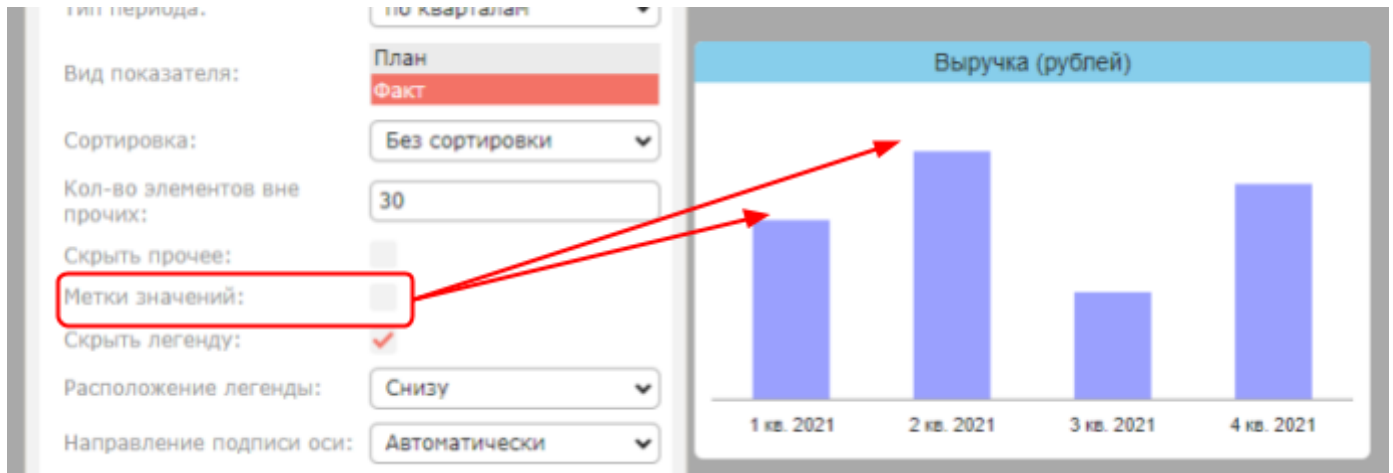 Тип периода:
по кварталам
Вид показателя:
План
Факт
Сортировка:
Без сортировки
Кол-во элементов вне
прочих:
30
Скрыть прочее:
Метки значений:
Скрыть легенду:
Расположение легенды:
Снизу
Направление подписи оси:
Автоматически
Выручка (рублей)
1 кв. 2021
2 кв. 2021
3 кв. 2021
4 кв. 2021